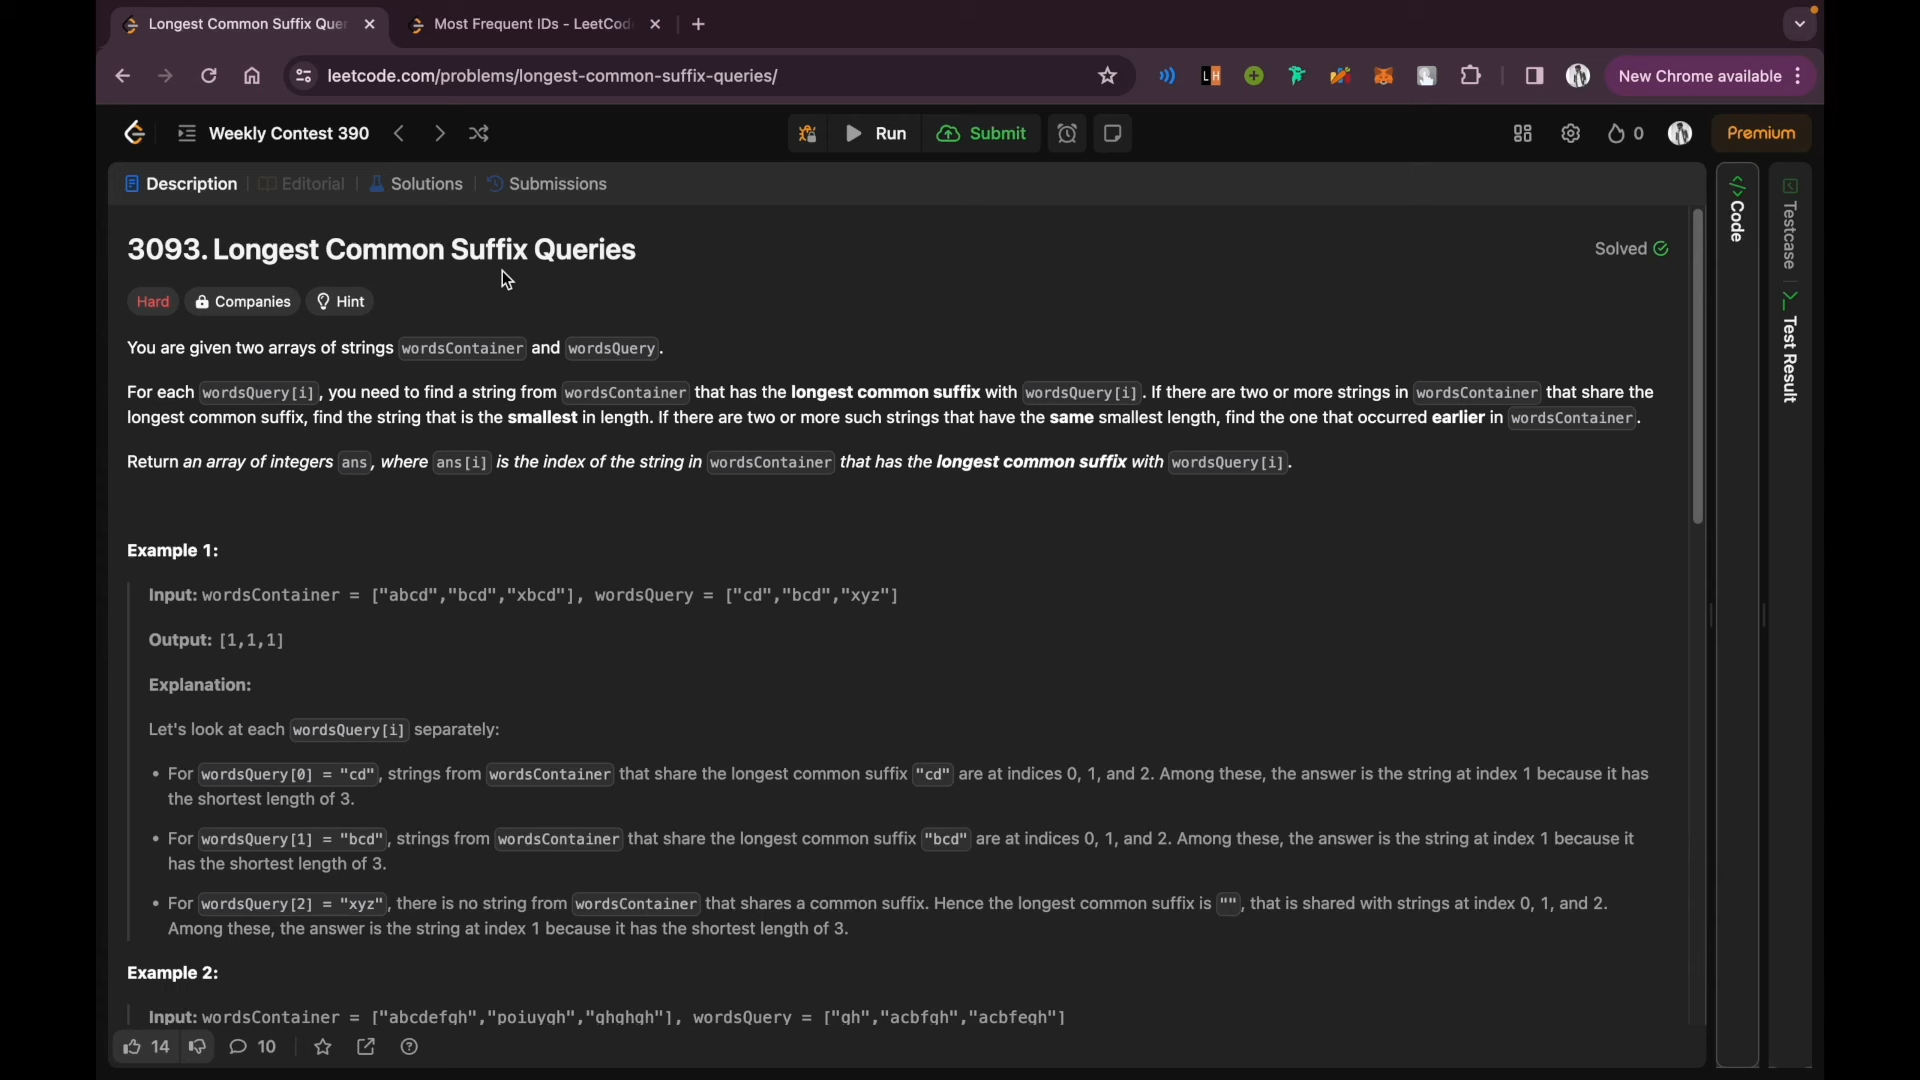 Longest Common Suffix Que
Most Frequent IDs - LeetCod
leetcode.com/problems/longest-common-suffix-queries/
LH
New Chrome available
Weekly Contest 390
Run
Submit
0
Premium
Description
Editorial
Solutions
Submissions
Code
Testcase
Test Result
3093. Longest Common Suffix Queries
Solved
Hard
Companies
Hint
You are given two arrays of strings wordsContainer and wordsQuery.
For each wordsQuery[i], you need to find a string from wordsContainer that has the longest common suffix with wordsQuery[i]. If there are two or more strings in wordsContainer that share the
longest common suffix, find the string that is the smallest in length. If there are two or more such strings that have the same smallest length, find the one that occurred earlier in wordsContainer.
Return an array of integers ans, where ans[i] is the index of the string in wordsContainer that has the longest common suffix with wordsQuery[i].
Example 1:
Input: wordsContainer = ["abcd","bcd","xbcd"], wordsQuery = ["cd","bcd","xyz"]
Output: [1,1,1]
Explanation:
Let's look at each wordsQuery[i] separately:
• For wordsQuery[0] = "cd", strings from wordsContainer that share the longest common suffix "cd" are at indices 0, 1, and 2. Among these, the answer is the string at index 1 because it has
the shortest length of 3.
• For wordsQuery[1] = "bcd", strings from wordsContainer that share the longest common suffix "bcd" are at indices 0, 1, and 2. Among these, the answer is the string at index 1 because it
has the shortest length of 3.
• For wordsQuery[2] = "xyz", there is no string from wordsContainer that shares a common suffix. Hence the longest common suffix is "", that is shared with strings at index 0, 1, and 2.
Among these, the answer is the string at index 1 because it has the shortest length of 3.
Example 2:
Input: wordsContainer = ["abcdefgh","poiuygh","ghghgh"], wordsQuery = ["gh","acbfgh","acbfegh"]
14
10